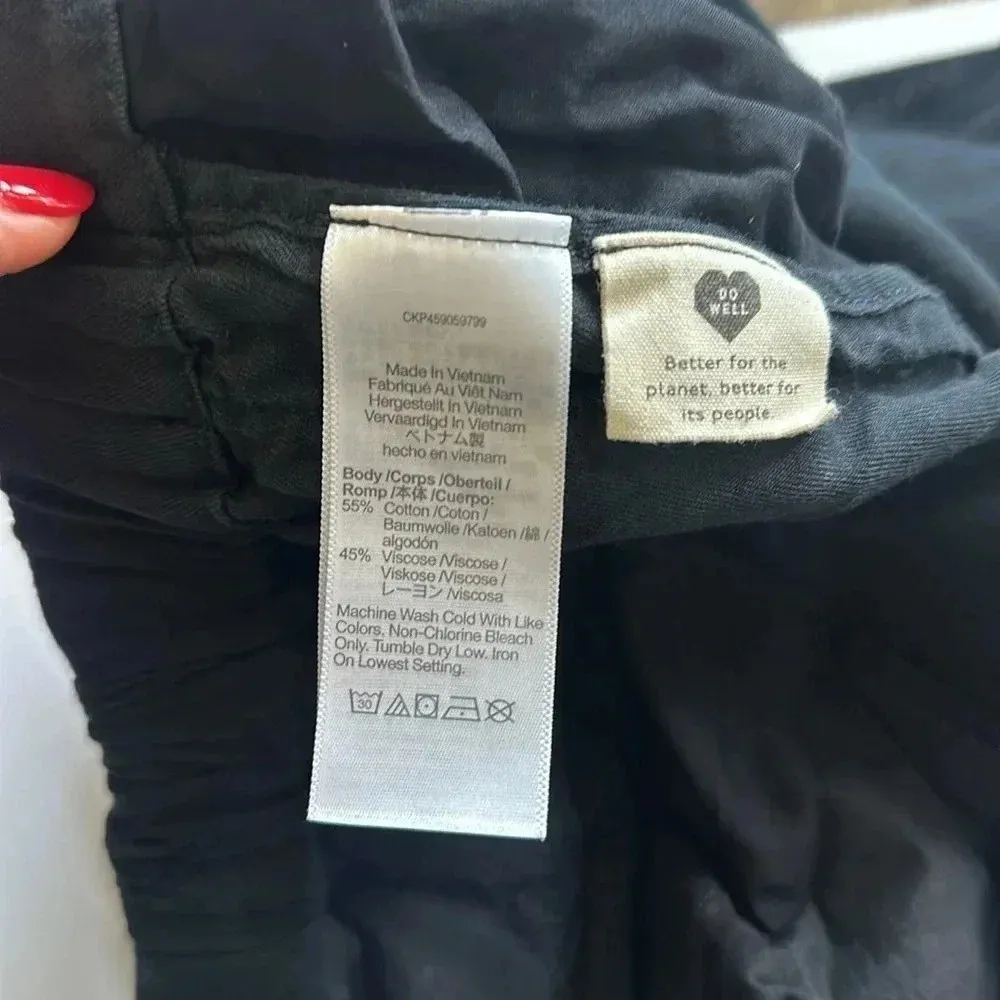 CKP459059799
Made In Vietnam
Fabriqué Au Viêt Nam
Hergestellt In Vietnam
Vervaardigd In Vietnam
ベトナム製
hecho en vietnam
Body /Corps /Oberteil /
Romp /本体 /Cuerpo:
55% Cotton /Coton /
Baumwolle /Katoen /綿 /
algodón
45% Viscose /Viscose /
Viskose /Viscose /
レーヨン /viscosa
Machine Wash Cold With Like
Colors. Non-Chlorine Bleach
Only. Tumble Dry Low. Iron
On Lowest Setting.
30
DO
WELL
Better for the
planet, better for
its people.